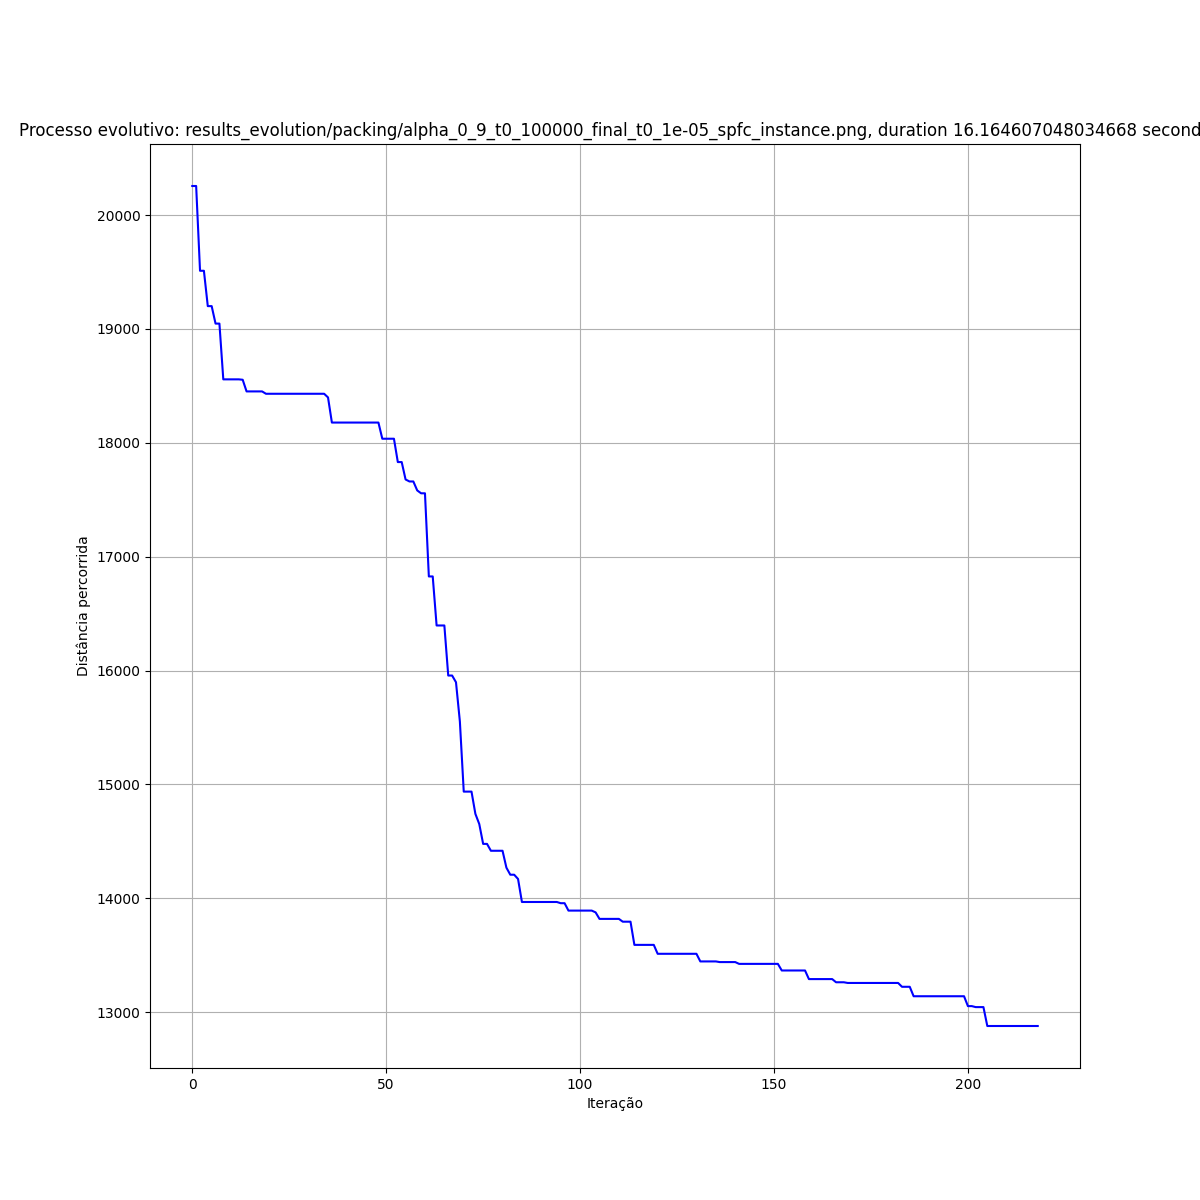 Processo evolutivo: results_evolution/packing/alpha_0_9_t0_100000_final_t0_1e-05_spfc_instance.png, duration 16.164607048034668 second
20000
19000
18000
17000
16000
15000
14000
13000
Distância percorrida
0 50 100 150 200
Iteração